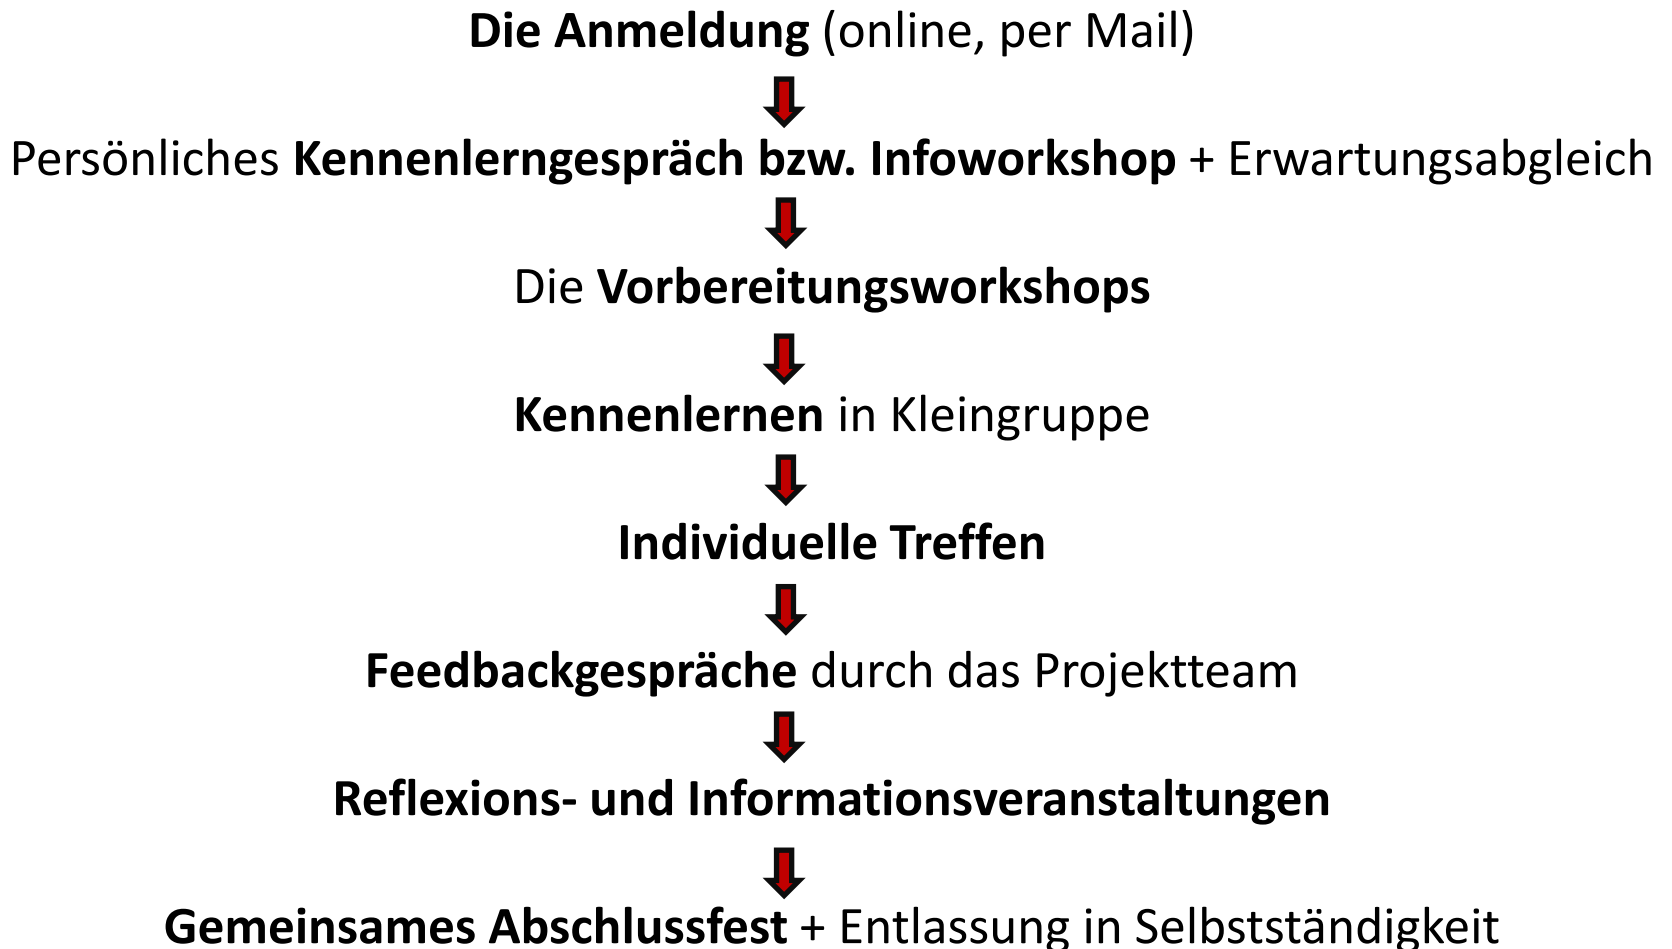 Die Anmeldung (online, per Mail)
Persönliches Kennenlerngespräch bzw. Infoworkshop + Erwartungsabgleich
Die Vorbereitungsworkshops
Kennenlernen in Kleingruppe
Individuelle Treffen
Feedbackgespräche durch das Projektteam
Reflexions- und Informationsveranstaltungen
Gemeinsames Abschlussfest + Entlassung in Selbstständigkeit